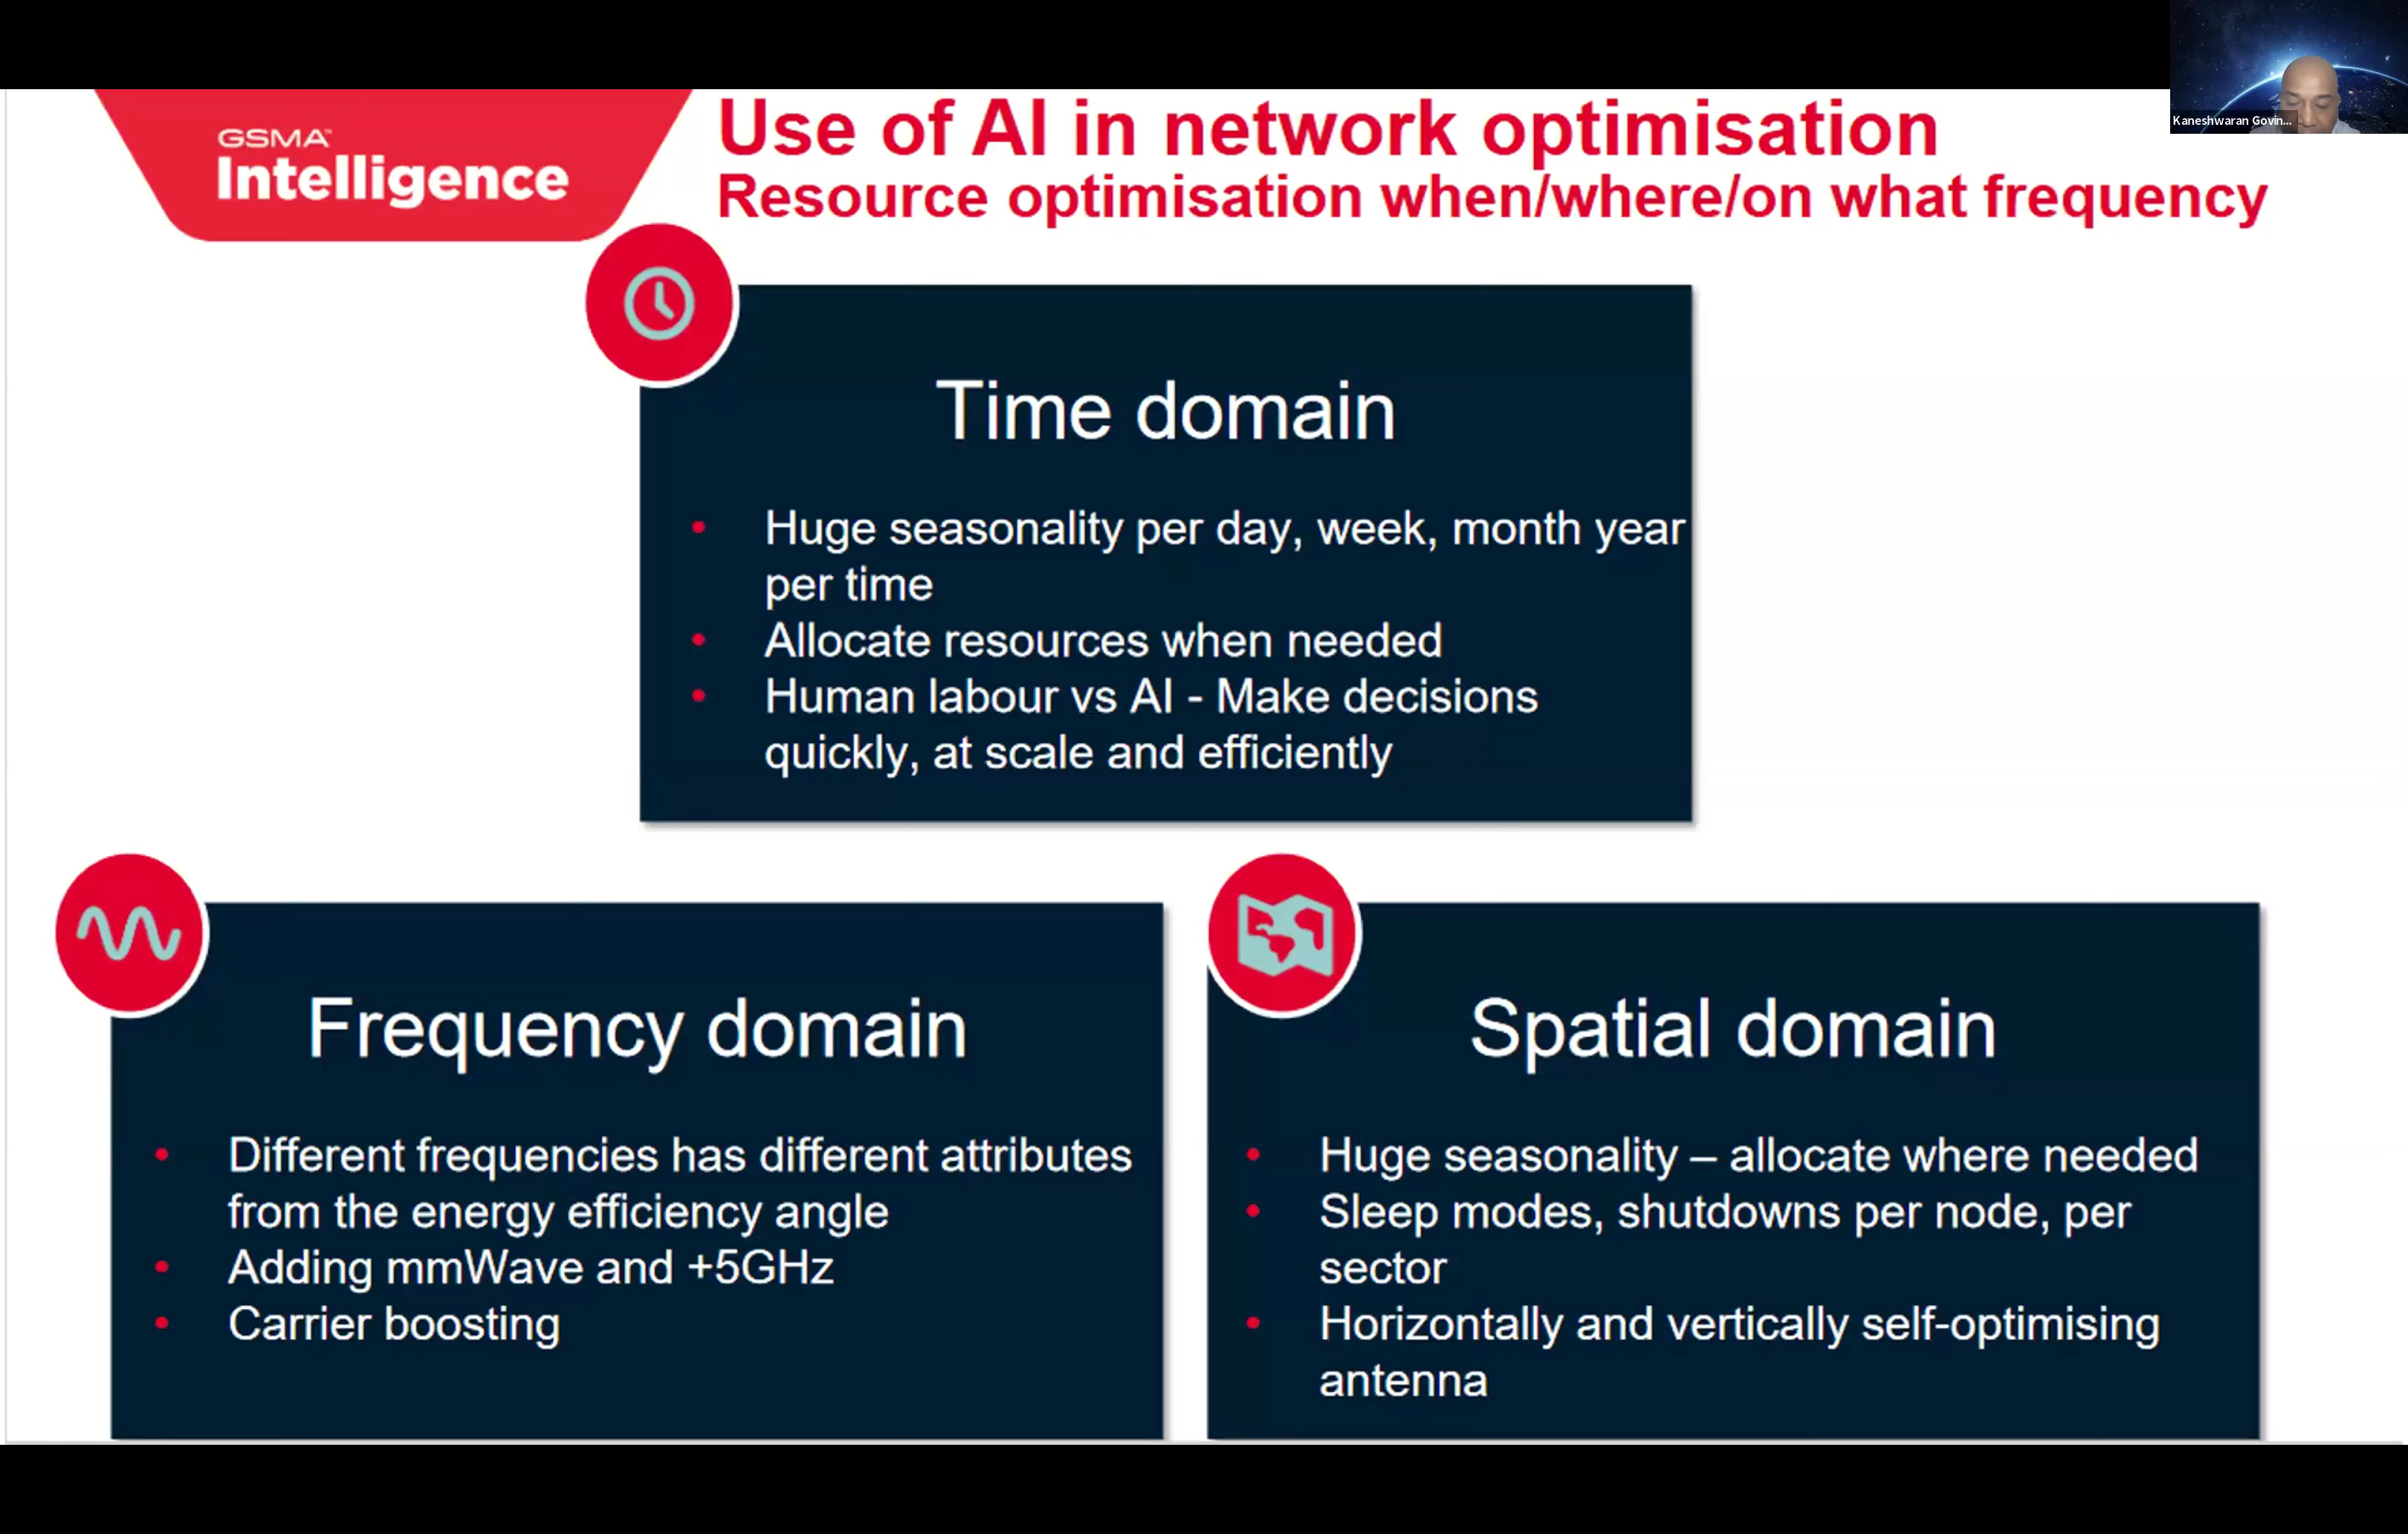 Kaneshwaran Govin...
GSMA™
Intelligence
Use of AI in network optimisation
Resource optimisation when/where/on what frequency
Time domain
• Huge seasonality per day, week, month year
per time
• Allocate resources when needed
• Human labour vs AI - Make decisions
quickly, at scale and efficiently
Frequency domain
• Different frequencies has different attributes
from the energy efficiency angle
• Adding mmWave and +5GHz
• Carrier boosting
Spatial domain
• Huge seasonality – allocate where needed
• Sleep modes, shutdowns per node, per
sector
• Horizontally and vertically self-optimising
antenna